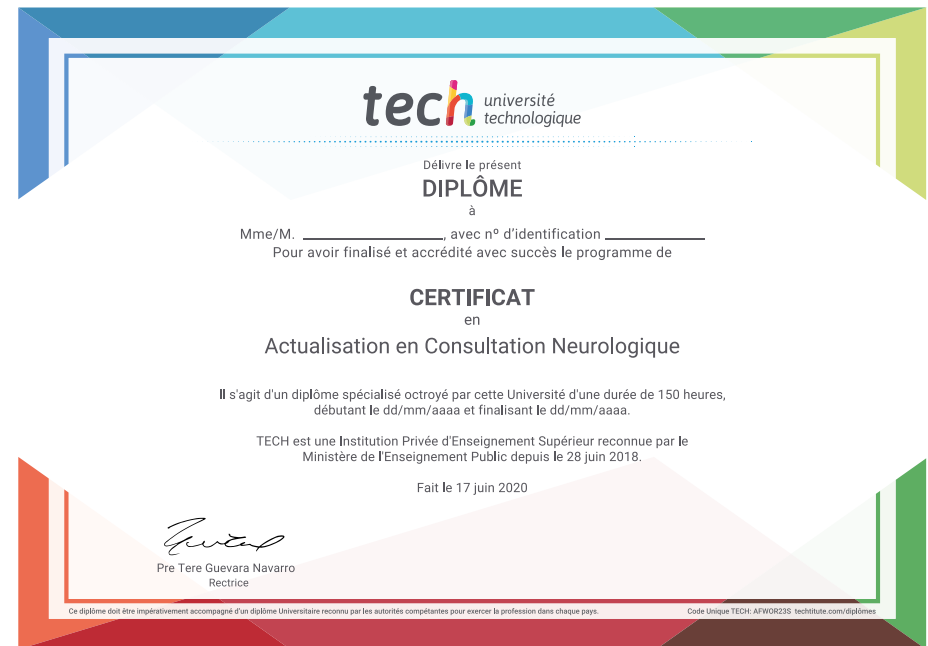 tech université
technologique
Délivre le présent
DIPLÔME
à
Mme/M. ____________________, avec nº d'identification ______________
Pour avoir finalisé et accrédité avec succès le programme de
CERTIFICAT
en
Actualisation en Consultation Neurologique
Il s'agit d'un diplôme spécialisé octroyé par cette Université d'une durée de 150 heures,
débutant le dd/mm/aaaa et finalisant le dd/mm/aaaa.
TECH est une Institution Privée d'Enseignement Supérieur reconnue par le
Ministère de l'Enseignement Public depuis le 28 juin 2018.
Fait le 17 juin 2020
Pre Tere Guevara Navarro
Rectrice
Ce diplôme doit être impérativement accompagné d'un diplôme Universitaire reconnu par les autorités compétantes pour exercer la profession dans chaque pays.
Code Unique TECH: AFWOR23S techtitute.com/diplômes